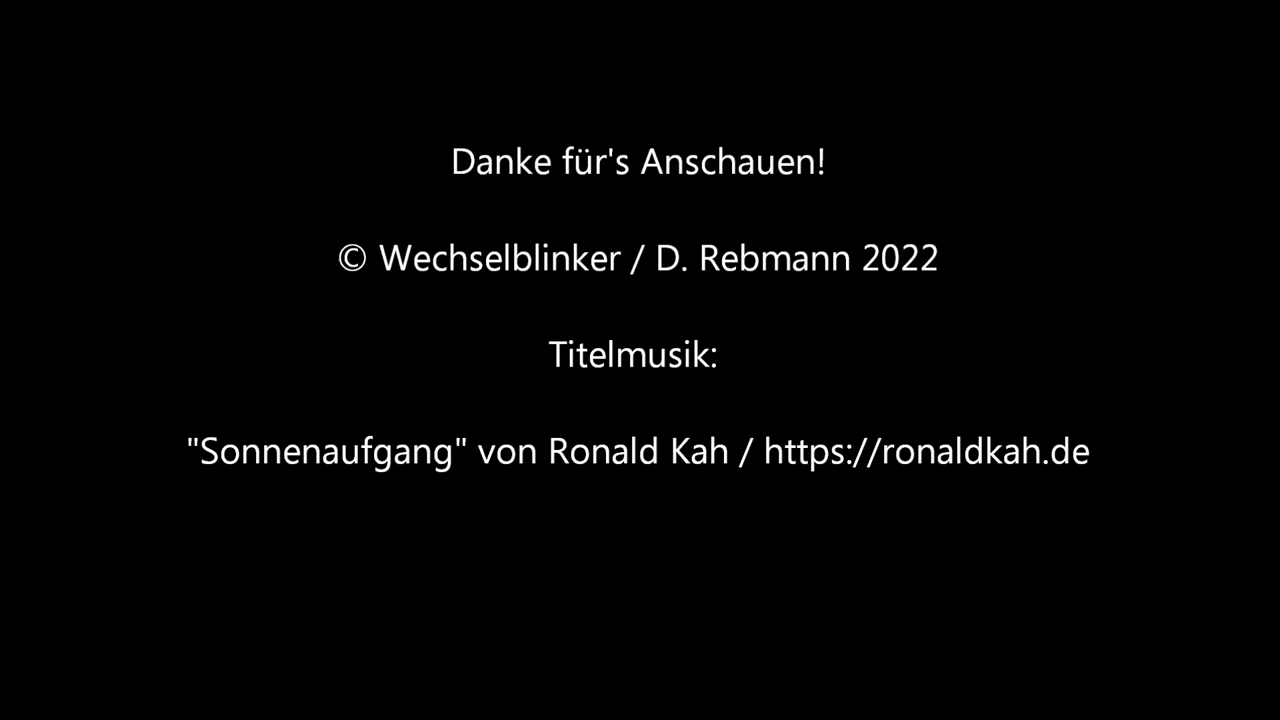 Danke für's Anschauen!
© Wechselblinker / D. Rebmann 2022
Titelmusik:
"Sonnenaufgang" von Ronald Kah / https://ronaldkah.de